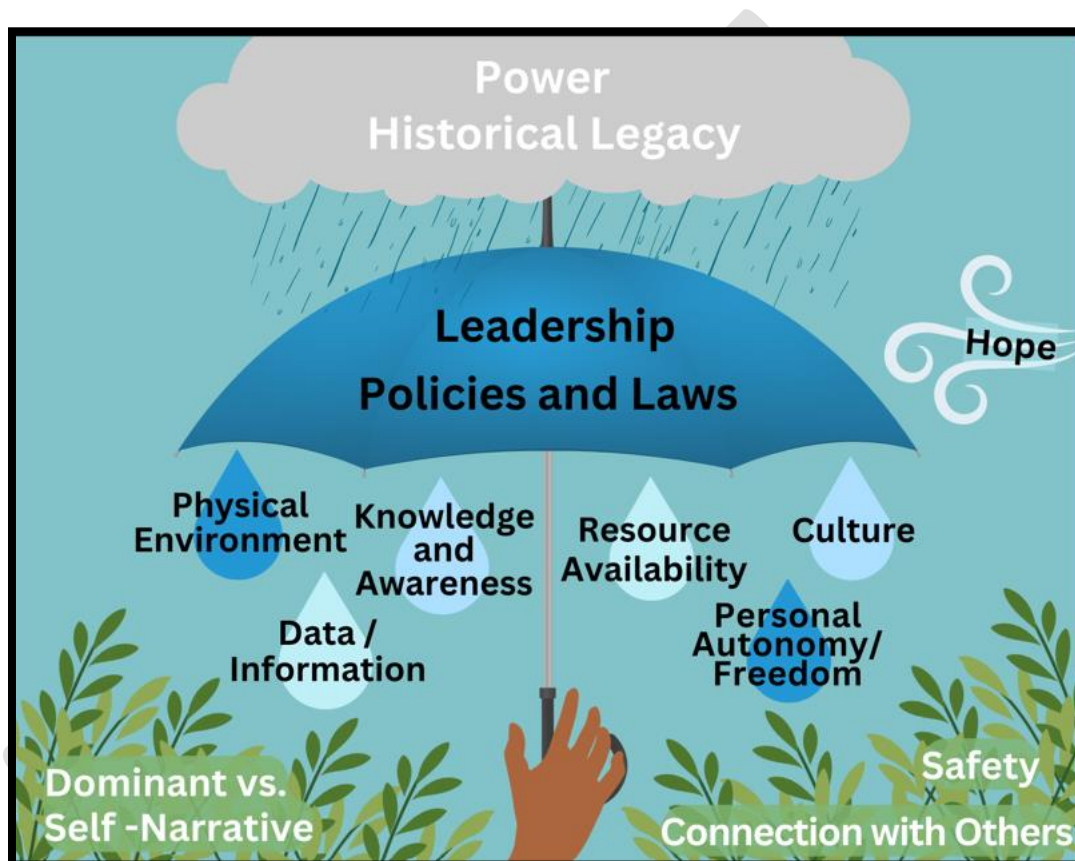 Power
Historical Legacy
Leadership
Policies and Laws
Hope
Physical
Environment
Knowledge
and
Awareness
Resource
Availability
Culture
Data /
Information
Personal
Autonomy/
Freedom
Dominant vs.
Self -Narrative
Safety
Connection with Others